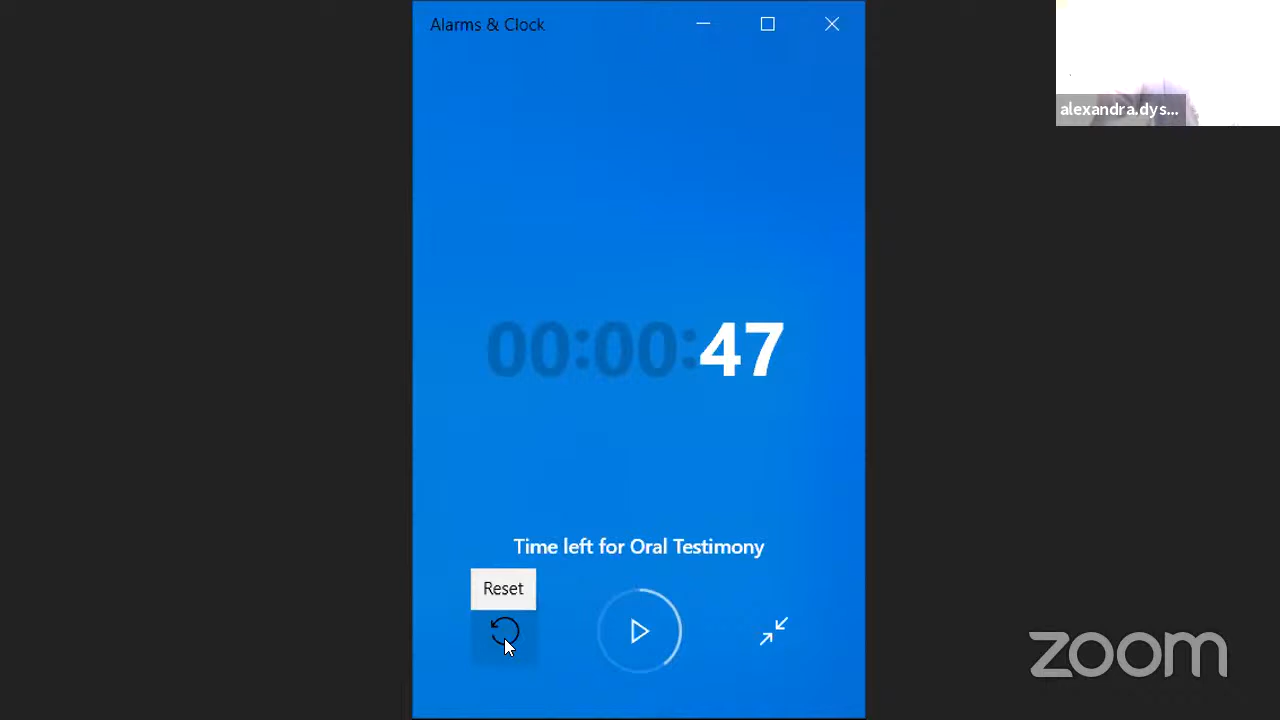 Alarms & Clock
alexandra.dys...
00:00:47
Time left for Oral Testimony
Reset
zoom